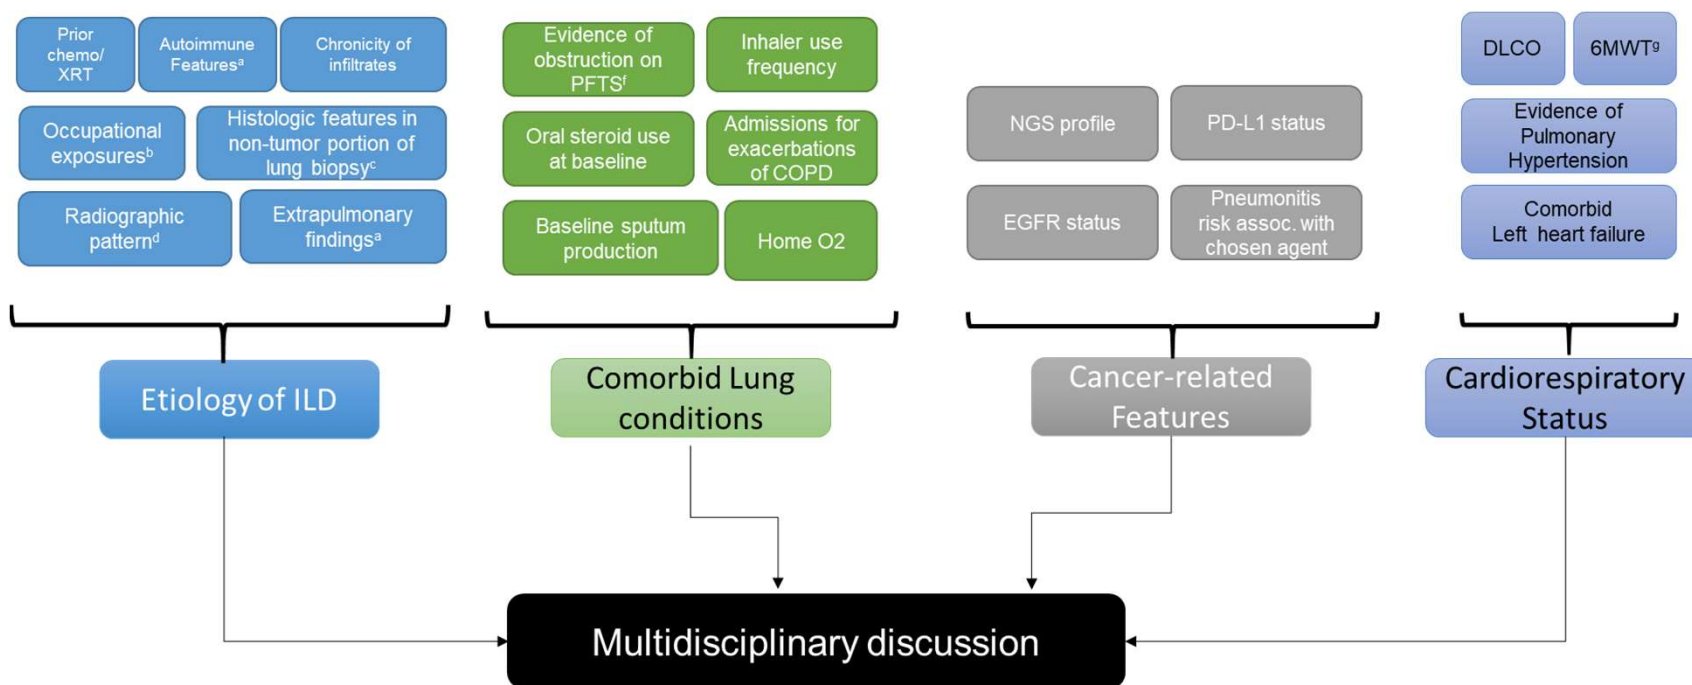 Prior
chemo/
XRT
Autoimmune
Featuresᵃ
Chronicity of
infiltrates
Occupational
exposuresᵇ
Histologic features in
non-tumor portion of
lung biopsyᶜ
Radiographic
patternᵈ
Extrapulmonary
findingsᵃ
Evidence of
obstruction on
PFTSᶠ
Inhaler use
frequency
Oral steroid use
at baseline
Admissions for
exacerbations
of COPD
Baseline sputum
production
Home O2
NGS profile
PD-L1 status
EGFR status
Pneumonitis
risk assoc. with
chosen agent
DLCO
6MWTᵍ
Evidence of
Pulmonary
Hypertension
Comorbid
Left heart failure
Etiology of ILD
Comorbid Lung
conditions
Cancer-related
Features
Cardiorespiratory
Status
Multidisciplinary discussion